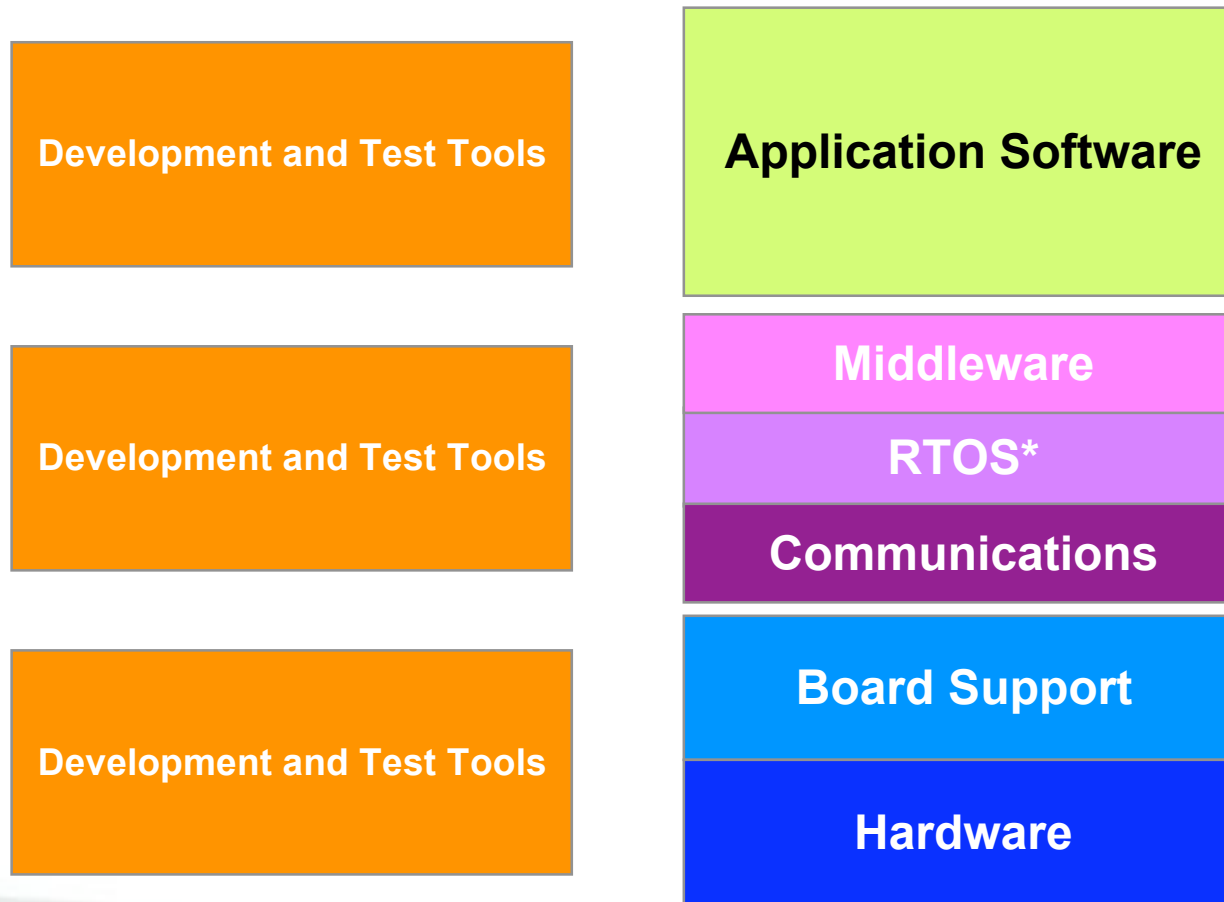 Development and Test Tools
Application Software
Development and Test Tools
Middleware
RTOS*
Communications
Development and Test Tools
Board Support
Hardware